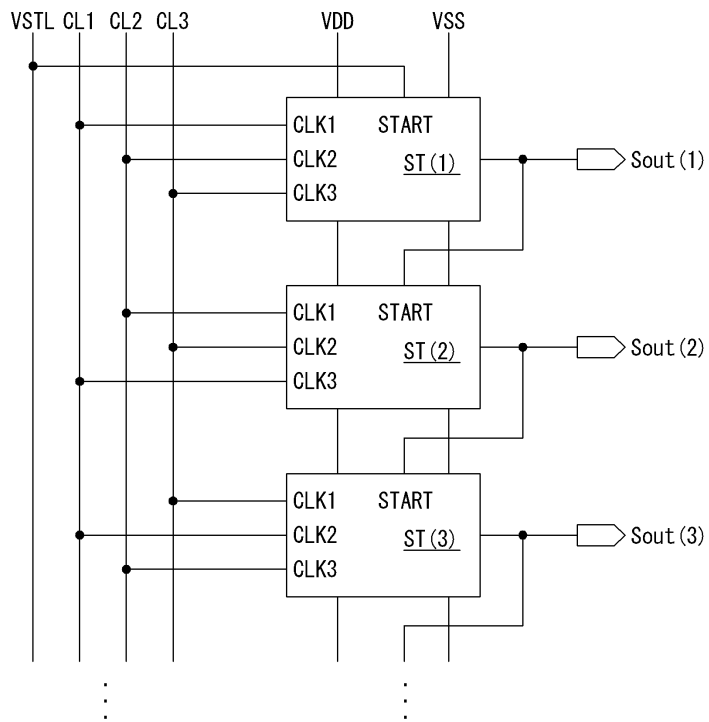 VSTL CL1 CL2 CL3 VDD VSS
CLK1 START
CLK2 ST(1) Sout(1)
CLK3
CLK1 START
CLK2 ST(2) Sout(2)
CLK3
CLK1 START
CLK2 ST(3) Sout(3)
CLK3